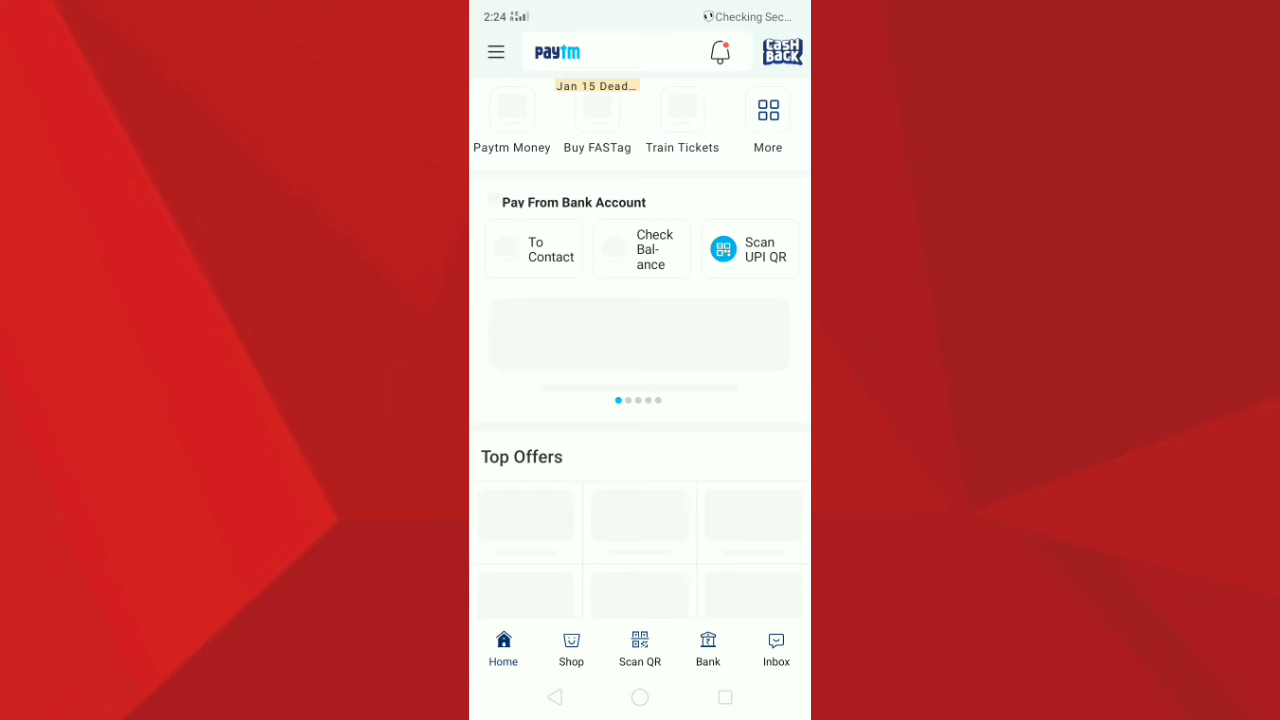 2:24
Checking Sec...
paytm
CASH
BACK
Jan 15 Dead...
Paytm Money
Buy FASTag
Train Tickets
More
Pay From Bank Account
To
Contact
Check
Bal-
ance
Scan
UPI QR
Top Offers
Home
Shop
Scan QR
Bank
Inbox